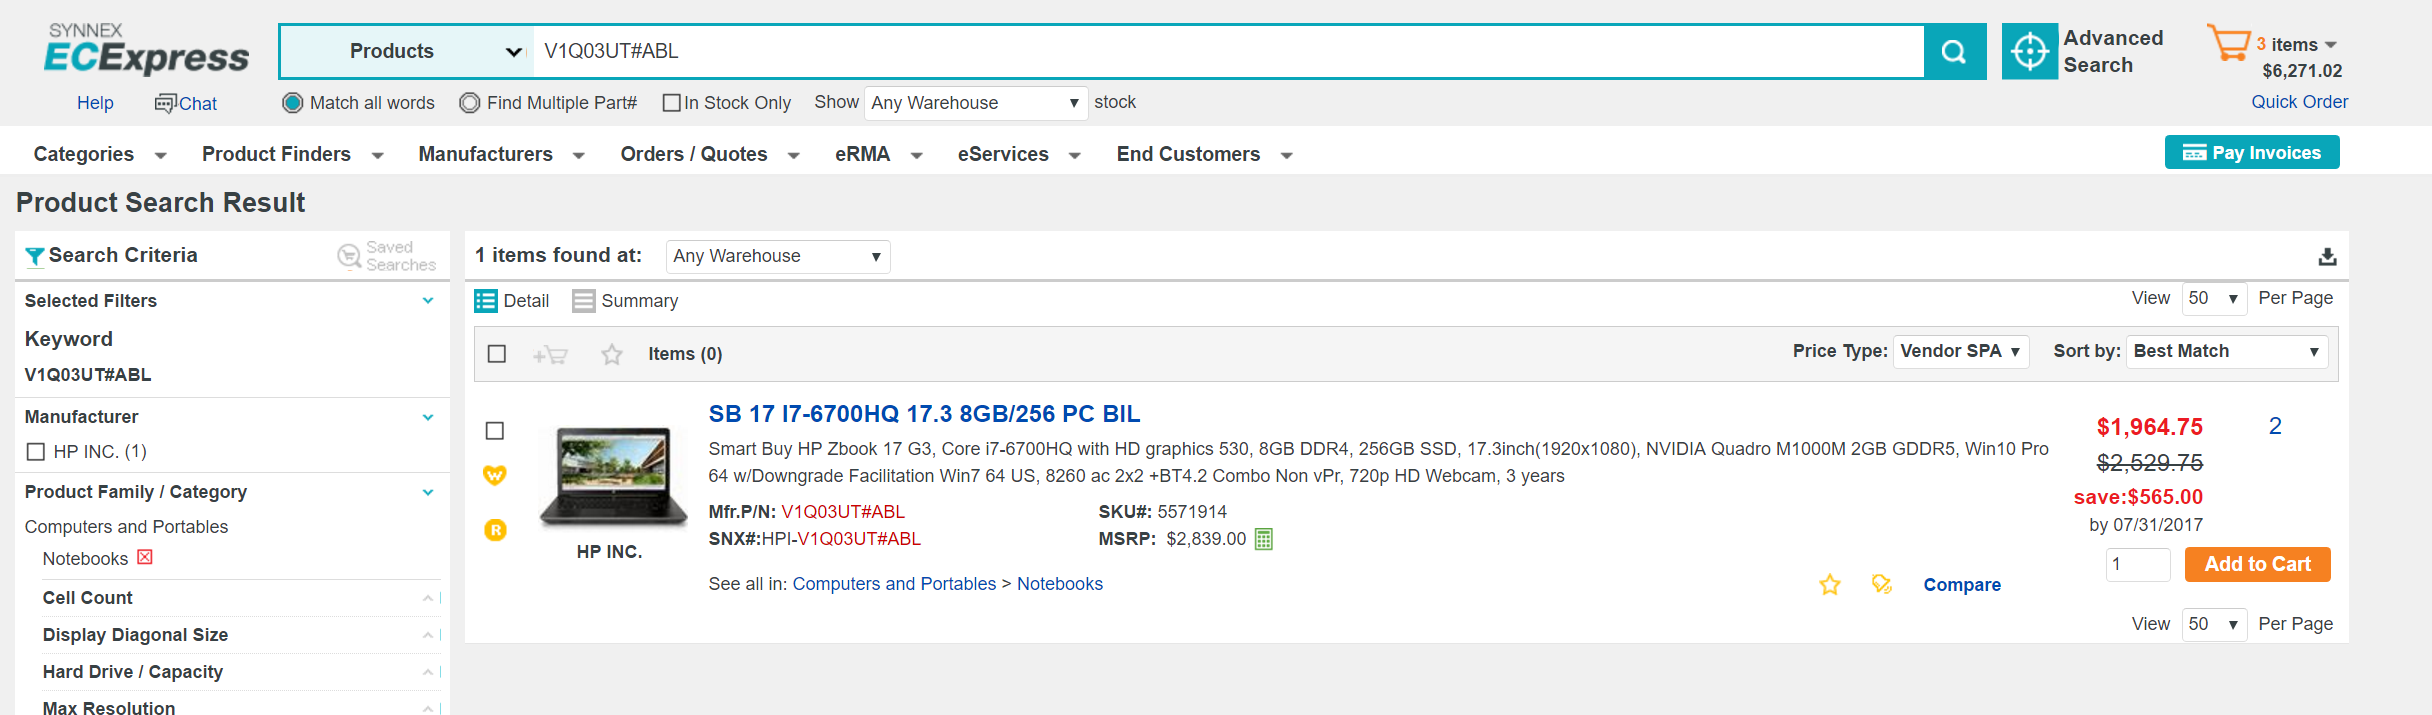 SYNNEX
ECExpress
Products
V1Q03UT#ABL
Advanced
Search
3 items
$6,271.02
Help
Chat
Match all words
Find Multiple Part#
In Stock Only
Show
Any Warehouse
stock
Quick Order
Categories
Product Finders
Manufacturers
Orders / Quotes
eRMA
eServices
End Customers
Pay Invoices
Product Search Result
Search Criteria
Saved
Searches
Selected Filters
Keyword
V1Q03UT#ABL
Manufacturer
HP INC. (1)
Product Family / Category
Computers and Portables
Notebooks
Cell Count
Display Diagonal Size
Hard Drive / Capacity
Max Resolution
1 items found at:
Any Warehouse
Detail
Summary
View 50 Per Page
Items (0)
Price Type: Vendor SPA
Sort by: Best Match
W
R
HP INC.
SB 17 I7-6700HQ 17.3 8GB/256 PC BIL
Smart Buy HP Zbook 17 G3, Core i7-6700HQ with HD graphics 530, 8GB DDR4, 256GB SSD, 17.3inch(1920x1080), NVIDIA Quadro M1000M 2GB GDDR5, Win10 Pro
64 w/Downgrade Facilitation Win7 64 US, 8260 ac 2x2 +BT4.2 Combo Non vPr, 720p HD Webcam, 3 years
Mfr.P/N: V1Q03UT#ABL
SKU#: 5571914
SNX#:HPI-V1Q03UT#ABL
MSRP: $2,839.00
See all in: Computers and Portables > Notebooks
Compare
$1,964.75
2
$2,529.75
save:$565.00
by 07/31/2017
1
Add to Cart
View 50 Per Page